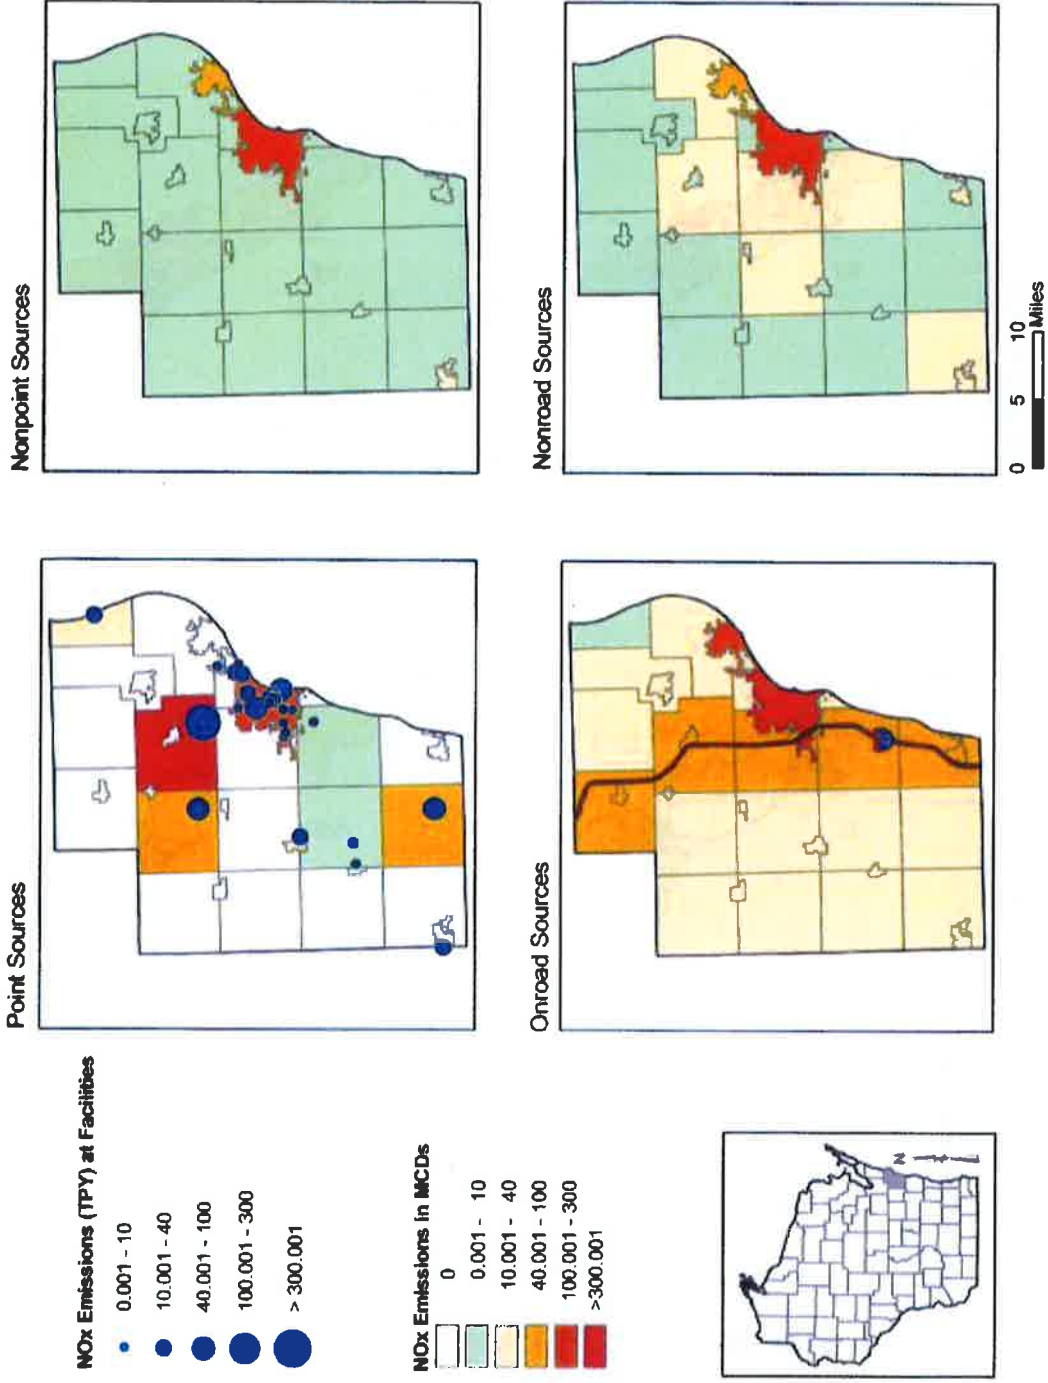 Nonpoint Sources
Nonroad Sources
0 5 10
Miles
Point Sources
Onroad Sources
NOx Emissions (TPY) at Facilities
0.001 - 10
10.001 - 40
40.001 - 100
100.001 - 300
> 300.001
NOx Emissions in MCDs
0
0.001 - 10
10.001 - 40
40.001 - 100
100.001 - 300
>300.001
N